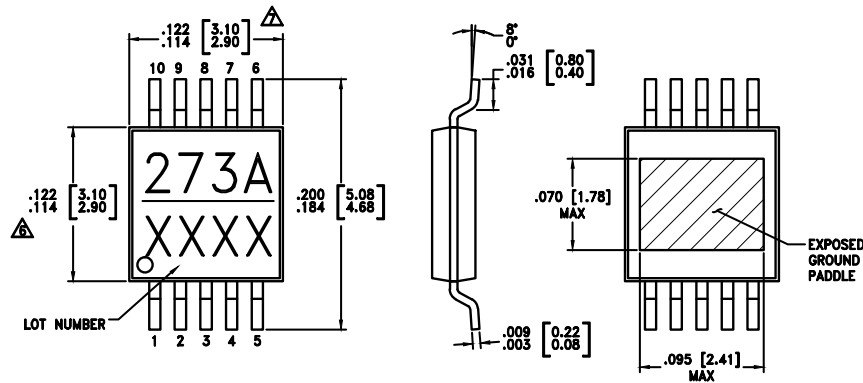 .122 [3.10]
.114 [2.90]
7
10 9 8 7 6
273A
XXXX
.122 [3.10]
.114 [2.90]
6
.200 [5.08]
.184 [4.68]
LOT NUMBER
1 2 3 4 5
8°
0°
.031 [0.80]
.016 [0.40]
.009 [0.22]
.003 [0.08]
.070 [1.78]
MAX
EXPOSED
GROUND
PADDLE
.095 [2.41]
MAX